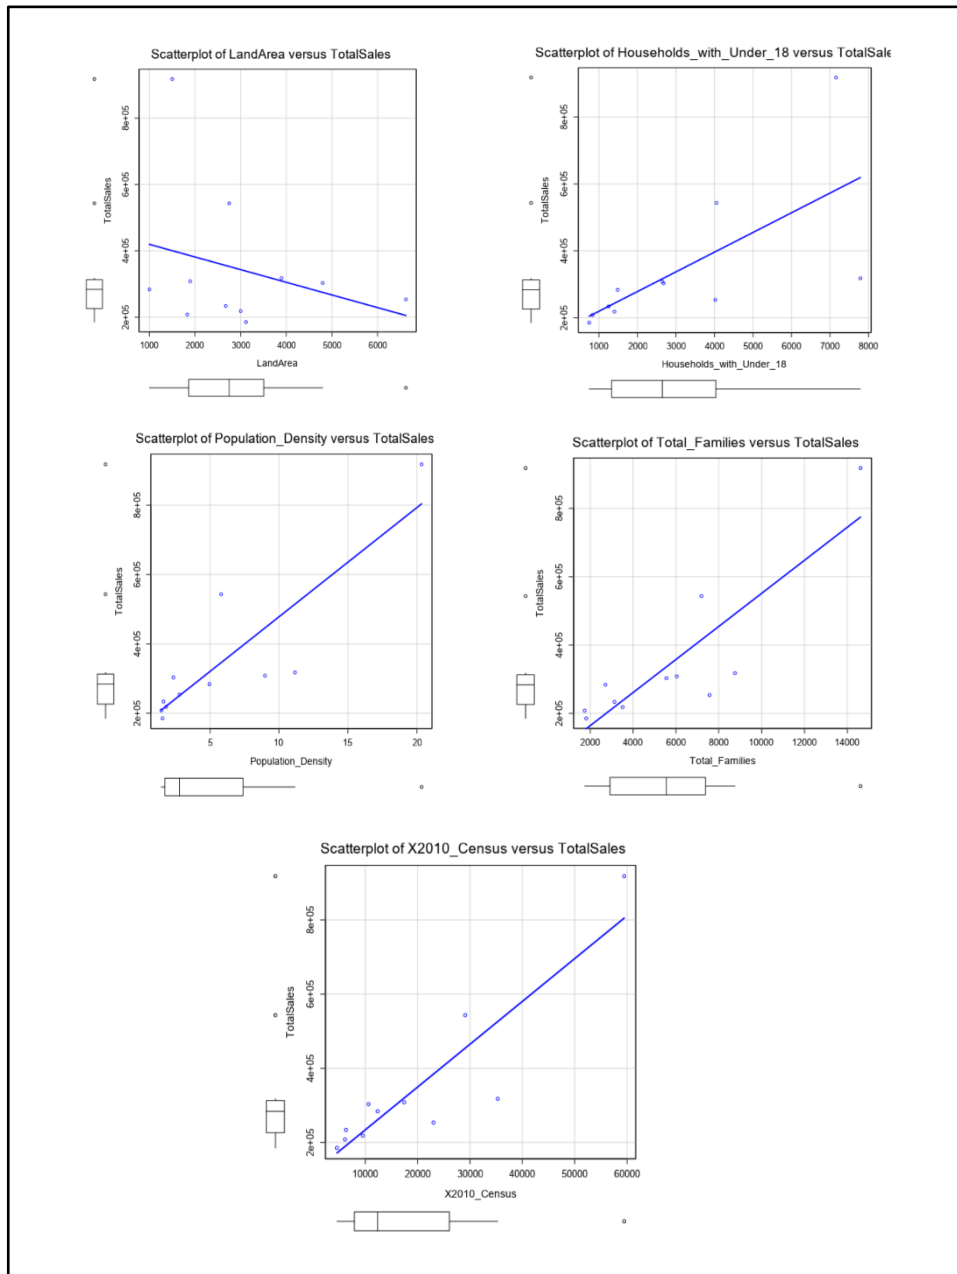 Scatterplot of LandArea versus TotalSales
TotalSales
8e+05
6e+05
4e+05
2e+05
1000 2000 3000 4000 5000 6000
LandArea
Scatterplot of Households_with_Under_18 versus TotalSale
TotalSales
8e+05
6e+05
4e+05
2e+05
1000 2000 3000 4000 5000 6000 7000 8000
Households_with_Under_18
Scatterplot of Population_Density versus TotalSales
TotalSales
8e+05
6e+05
4e+05
2e+05
5 10 15 20
Population_Density
Scatterplot of Total_Families versus TotalSales
TotalSales
8e+05
6e+05
4e+05
2e+05
2000 4000 6000 8000 10000 12000 14000
Total_Families
Scatterplot of X2010_Census versus TotalSales
TotalSales
8e+05
6e+05
4e+05
2e+05
10000 20000 30000 40000 50000 60000
X2010_Census